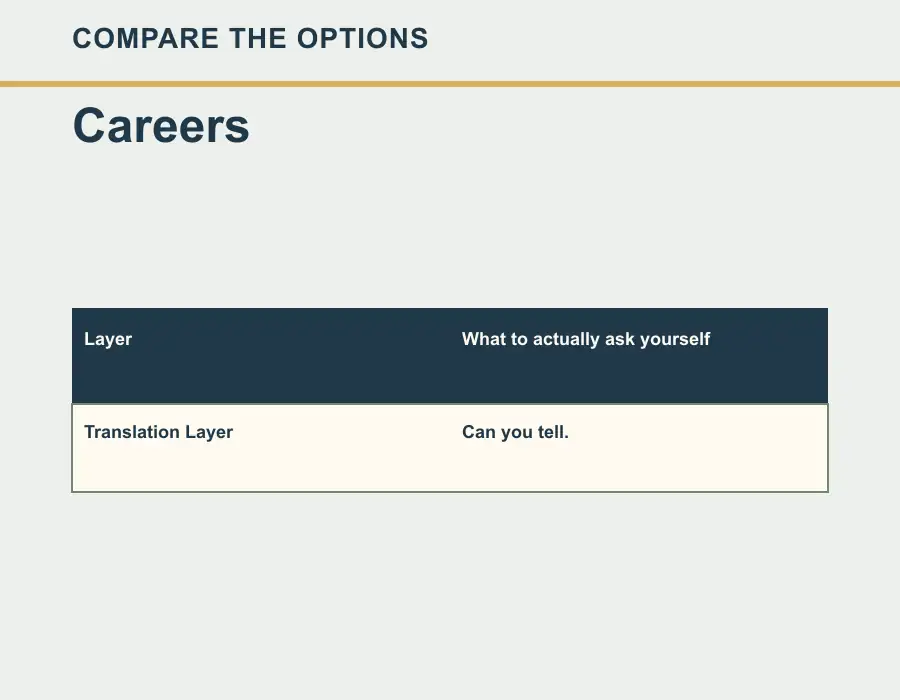 COMPARE THE OPTIONS
Careers
Layer What to actually ask yourself
Translation Layer Can you tell.